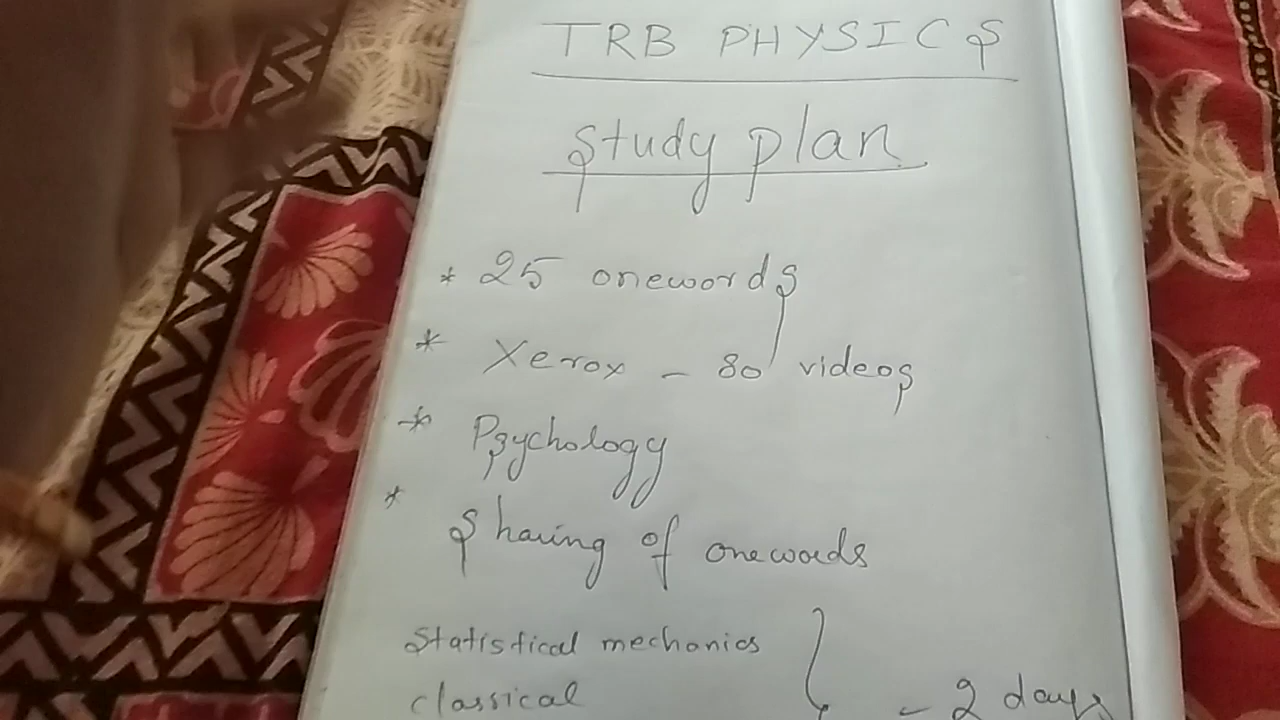 TRB PHYSICS
Study plan
* 25 onewords
* Xerox - 80 videos
* Psychology
* Sharing of onewords
Statistical mechanics
classical
- 2 days